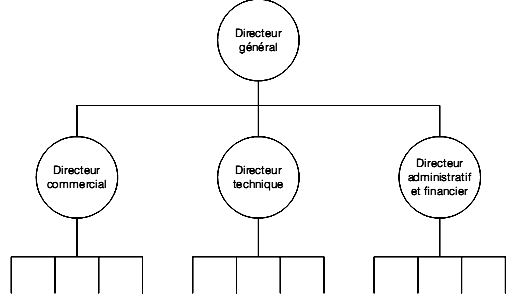 Directeur
général
Directeur
commercial
Directeur
technique
Directeur
administratif
et financier